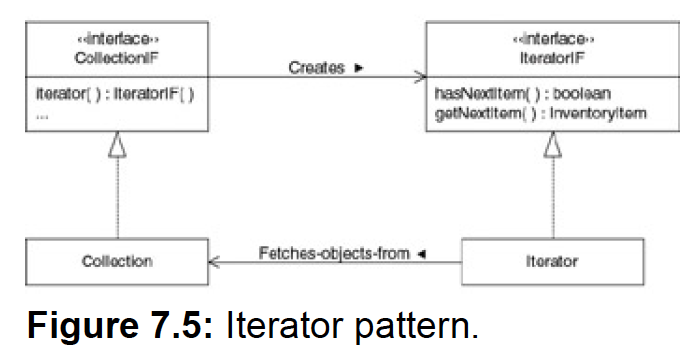 ‹‹interface››
CollectionIF
iterator( ) : IteratorIF( )
...
Creates ►
‹‹interface››
IteratorIF
hasNextItem( ) : boolean
getNextItem( ) : InventoryItem
Collection
Fetches-objects-from ◄
Iterator
Figure 7.5: Iterator pattern.